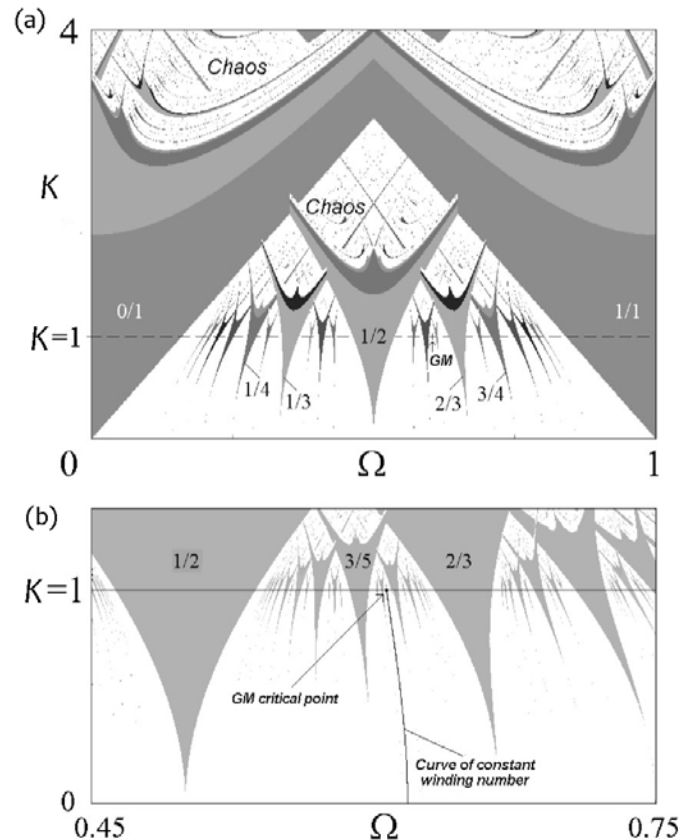 (a)
4
Chaos
K
Chaos
0/1
1/1
K=1
1/2
GM
1/4
1/3
2/3
3/4
0
Ω
1
(b)
1/2
3/5
2/3
K=1
GM critical point
Curve of constant
winding number
0
0.45
Ω
0.75